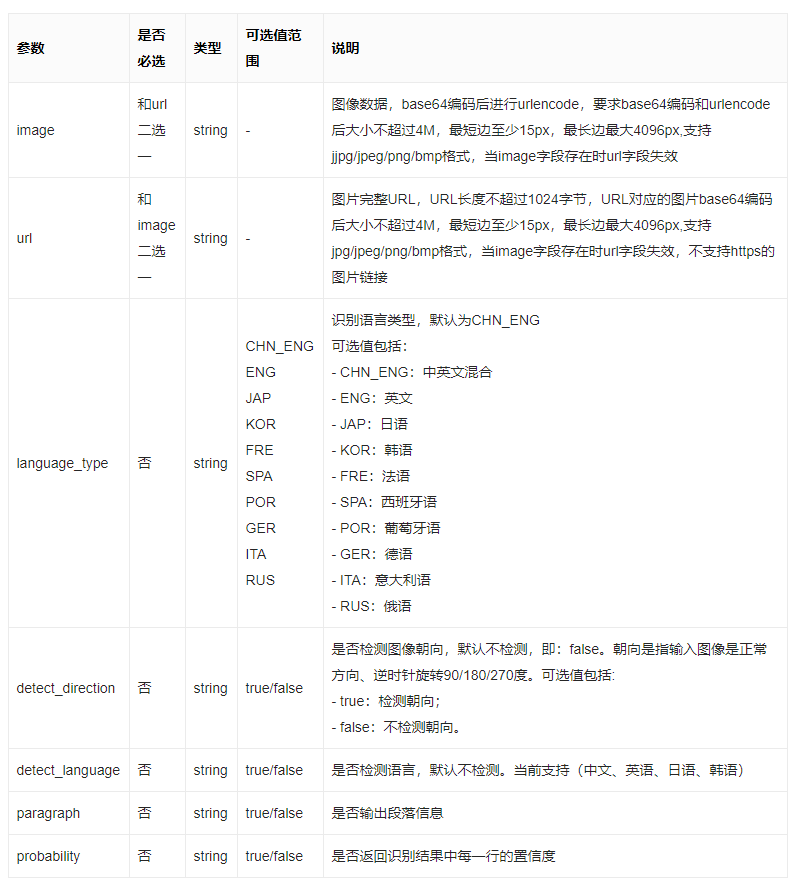 参数
是否
必选
类型
可选值范
围
说明
image
和url
二选
一
string
-
图像数据，base64编码后进行urlencode，要求base64编码和urlencode
后大小不超过4M，最短边至少15px，最长边最大4096px,支持
jjpg/jpeg/png/bmp格式，当image字段存在时url字段失效
url
和
image
二选
一
string
-
图片完整URL，URL长度不超过1024字节，URL对应的图片base64编码
后大小不超过4M，最短边至少15px，最长边最大4096px,支持
jpg/jpeg/png/bmp格式，当image字段存在时url字段失效，不支持https的
图片链接
language_type
否
string
CHN_ENG
ENG
JAP
KOR
FRE
SPA
POR
GER
ITA
RUS
识别语言类型，默认为CHN_ENG
可选值包括：
- CHN_ENG：中英文混合
- ENG：英文
- JAP：日语
- KOR：韩语
- FRE：法语
- SPA：西班牙语
- POR：葡萄牙语
- GER：德语
- ITA：意大利语
- RUS：俄语
detect_direction
否
string
true/false
是否检测图像朝向，默认不检测，即：false。朝向是指输入图像是正常
方向、逆时针旋转90/180/270度。可选值包括:
- true：检测朝向；
- false：不检测朝向。
detect_language
否
string
true/false
是否检测语言，默认不检测。当前支持（中文、英语、日语、韩语）
paragraph
否
string
true/false
是否输出段落信息
probability
否
string
true/false
是否返回识别结果中每一行的置信度